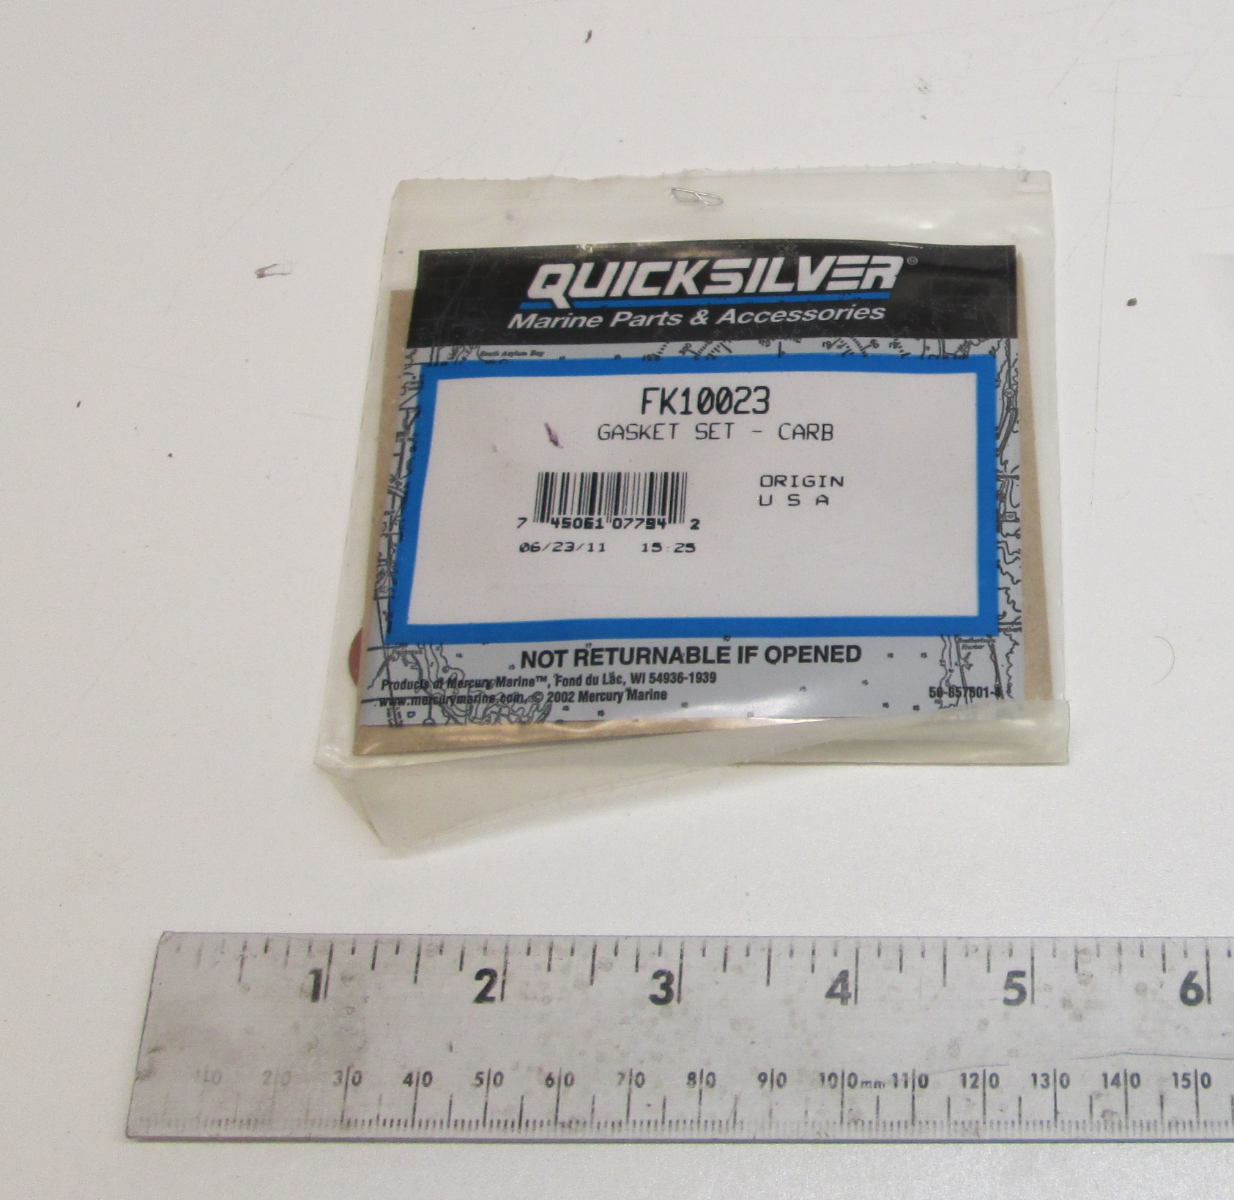 QUICKSILVER®
Marine Parts & Accessories
South Asylum Bay
FK10023
GASKET SET - CARB
ORIGIN
U S A
7 45061 07794 2
06/23/11 15:25
NOT RETURNABLE IF OPENED
Products of Mercury Marine™, Fond du Lac, WI 54936-1939
www.mercurymarine.com, © 2002 Mercury Marine
1 2 3 4 5 6
10 20 30 40 50 60 70 80 90 100mm 110 120 130 140 150